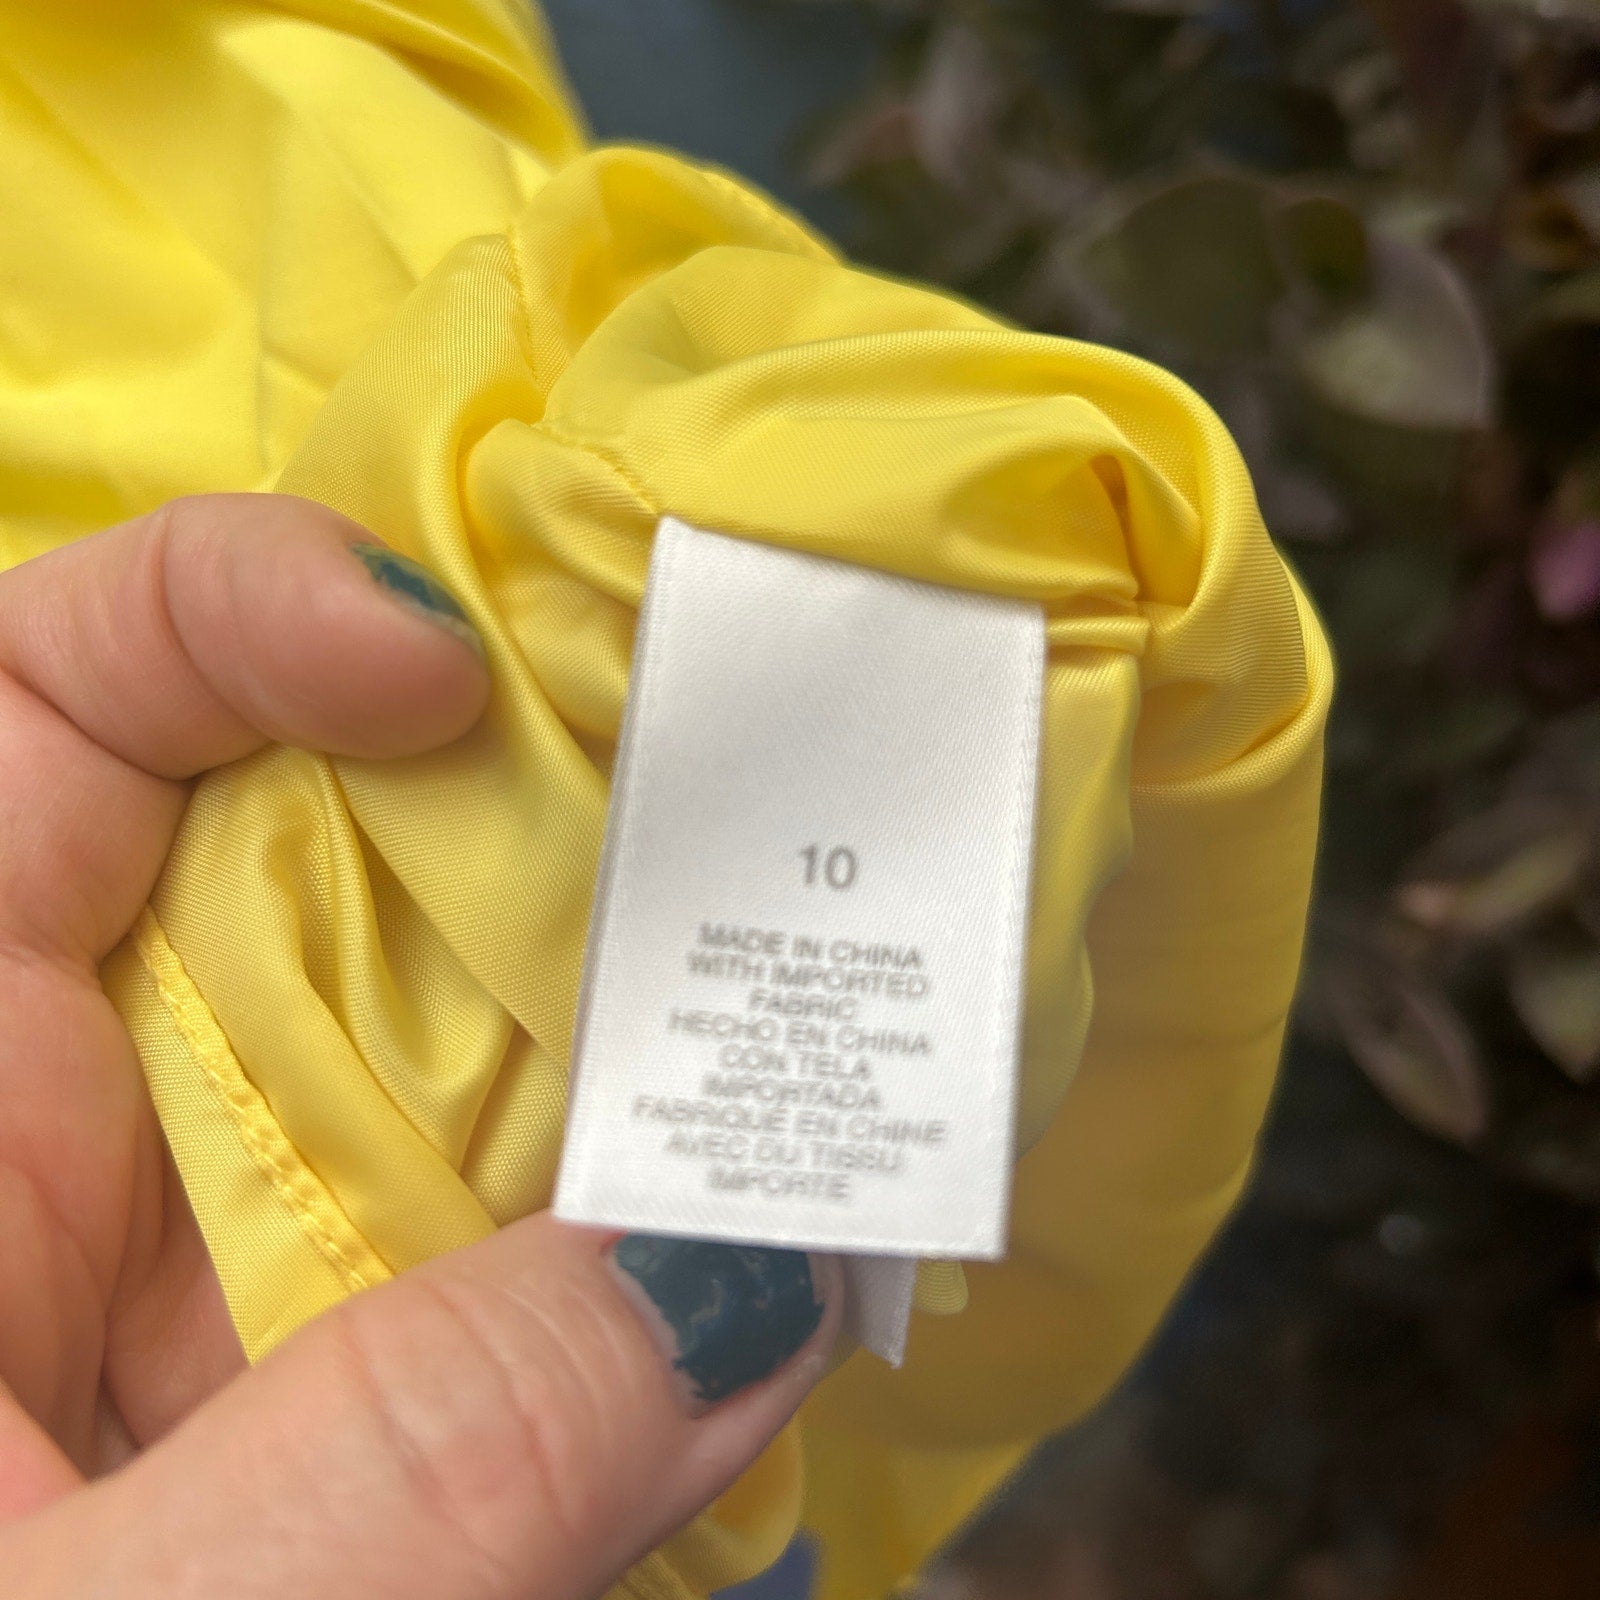 10
MADE IN CHINA
WITH IMPORTED
FABRIC
HECHO EN CHINA
CON TELA
IMPORTADA
FABRIQUÉ EN CHINE
AVEC DU TISSU
IMPORTE